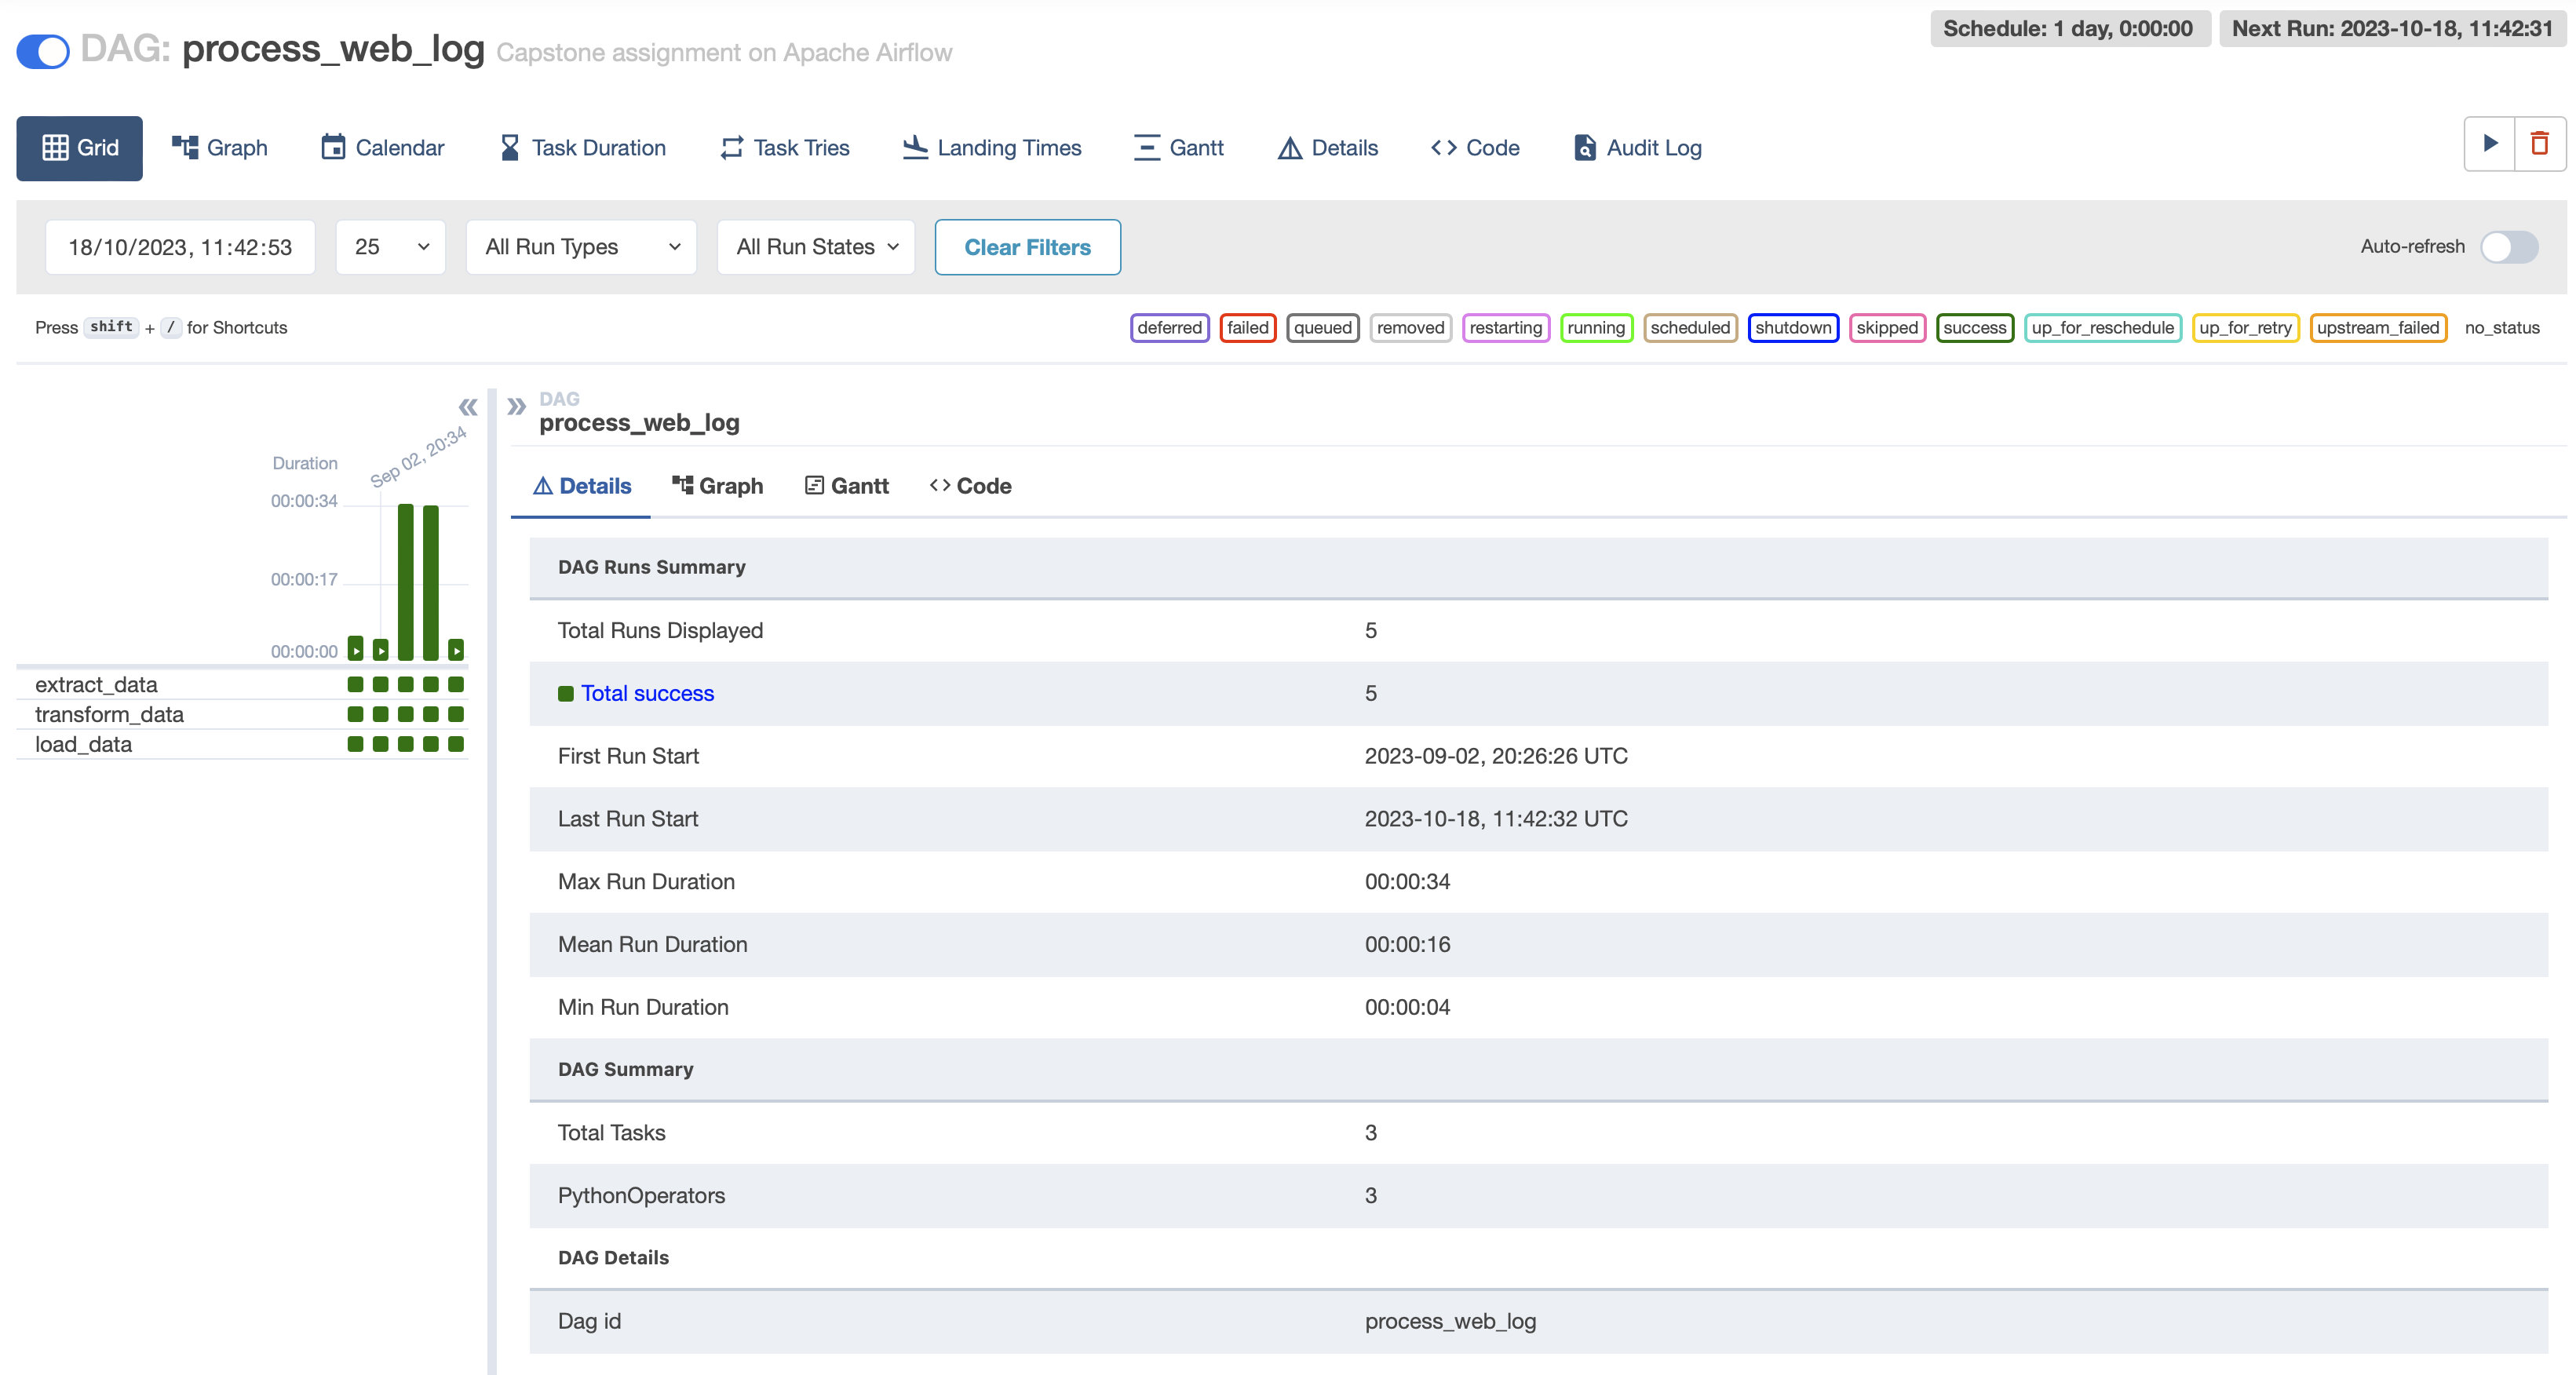 DAG: process_web_log Capstone assignment on Apache Airflow
Schedule: 1 day, 0:00:00 Next Run: 2023-10-18, 11:42:31
Grid Graph Calendar Task Duration Task Tries Landing Times Gantt Details Code Audit Log
18/10/2023, 11:42:53 25 All Run Types All Run States Clear Filters Auto-refresh
Press shift + / for Shortcuts
deferred failed queued removed restarting running scheduled shutdown skipped success up_for_reschedule up_for_retry upstream_failed no_status
Sep 02, 20:34
Duration
00:00:34
00:00:17
00:00:00
extract_data
transform_data
load_data
DAG
process_web_log
Details Graph Gantt Code
DAG Runs Summary
Total Runs Displayed 5
Total success 5
First Run Start 2023-09-02, 20:26:26 UTC
Last Run Start 2023-10-18, 11:42:32 UTC
Max Run Duration 00:00:34
Mean Run Duration 00:00:16
Min Run Duration 00:00:04
DAG Summary
Total Tasks 3
PythonOperators 3
DAG Details
Dag id process_web_log